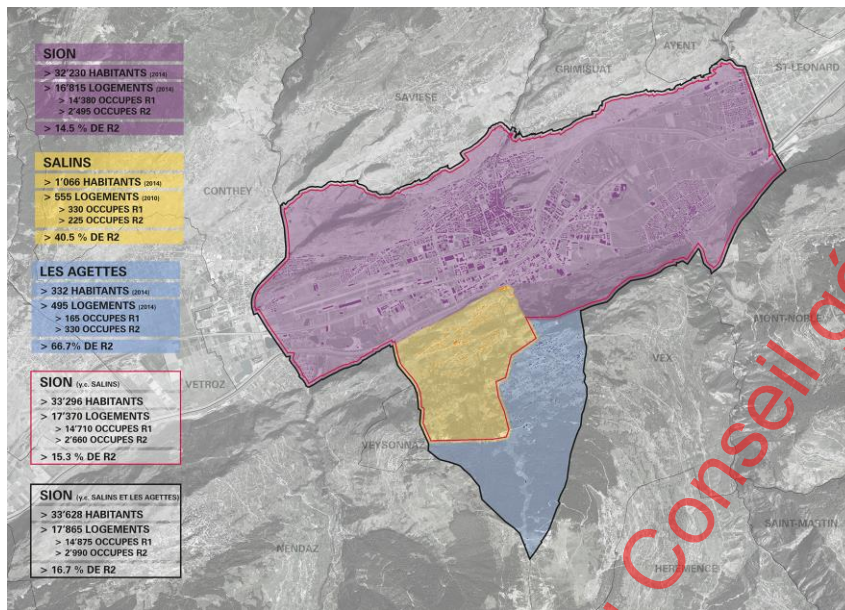 SION
> 32'230 HABITANTS (2014)
> 16'815 LOGEMENTS (2014)
> 14'380 OCCUPES R1
> 2'495 OCCUPES R2
> 14.5 % DE R2
SALINS
> 1'066 HABITANTS (2014)
> 555 LOGEMENTS (2010)
> 330 OCCUPES R1
> 225 OCCUPES R2
> 40.5 % DE R2
LES AGETTES
> 332 HABITANTS (2014)
> 495 LOGEMENTS (2014)
> 165 OCCUPES R1
> 330 OCCUPES R2
> 66.7% DE R2
SION (y.c. SALINS)
> 33'296 HABITANTS
> 17'370 LOGEMENTS
> 14'710 OCCUPES R1
> 2'660 OCCUPES R2
> 15.3 % DE R2
SION (y.c. SALINS ET LES AGETTES)
> 33'628 HABITANTS
> 17'865 LOGEMENTS
> 14'875 OCCUPES R1
> 2'990 OCCUPES R2
> 16.7 % DE R2
AYENT
GRIMISUAT
ST-LEONARD
SAVIESE
CONTHEY
MONT-NOBLE
VEX
VETROZ
VEYSONNAZ
SAINT-MARTIN
NENDAZ
HEREMENCE
Conseil gé